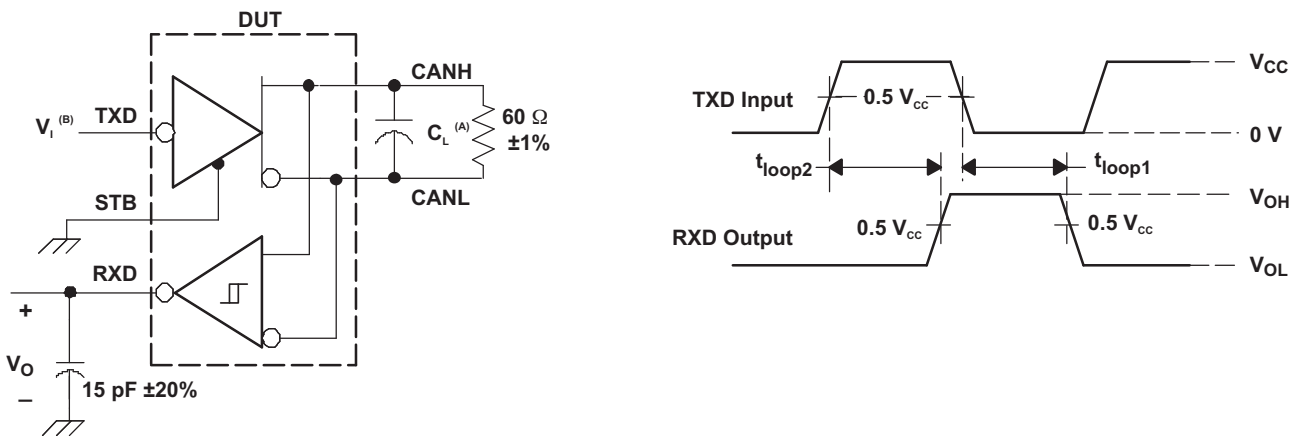 DUT
CANH
TXD
V_I (B)
C_L (A)
60 Ω
±1%
STB
CANL
RXD
+
V_O
–
15 pF ±20%
V_CC
TXD Input
0.5 V_CC
0 V
t_loop2
t_loop1
V_OH
RXD Output
0.5 V_CC
0.5 V_CC
V_OL